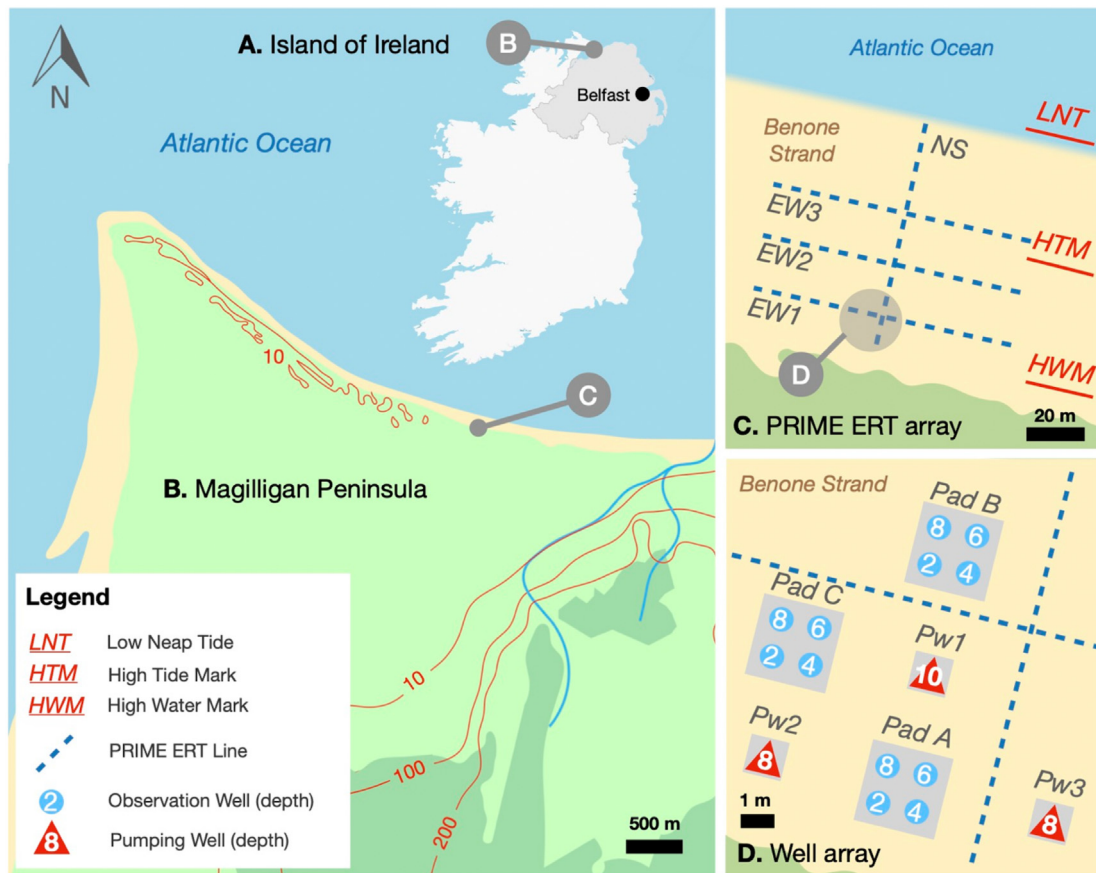 N
A. Island of Ireland
B
Belfast
Atlantic Ocean
10
C
B. Magilligan Peninsula
10
100
200
500 m
Legend
LNT Low Neap Tide
HTM High Tide Mark
HWM High Water Mark
PRIME ERT Line
2 Observation Well (depth)
8 Pumping Well (depth)
Atlantic Ocean
LNT
Benone
Strand
NS
EW3
HTM
EW2
EW1
HWM
D
C. PRIME ERT array
20 m
Benone Strand
Pad B
8 6
2 4
Pad C
8 6
2 4
Pw1
10
Pw2
8
Pad A
8 6
2 4
Pw3
8
1 m
D. Well array